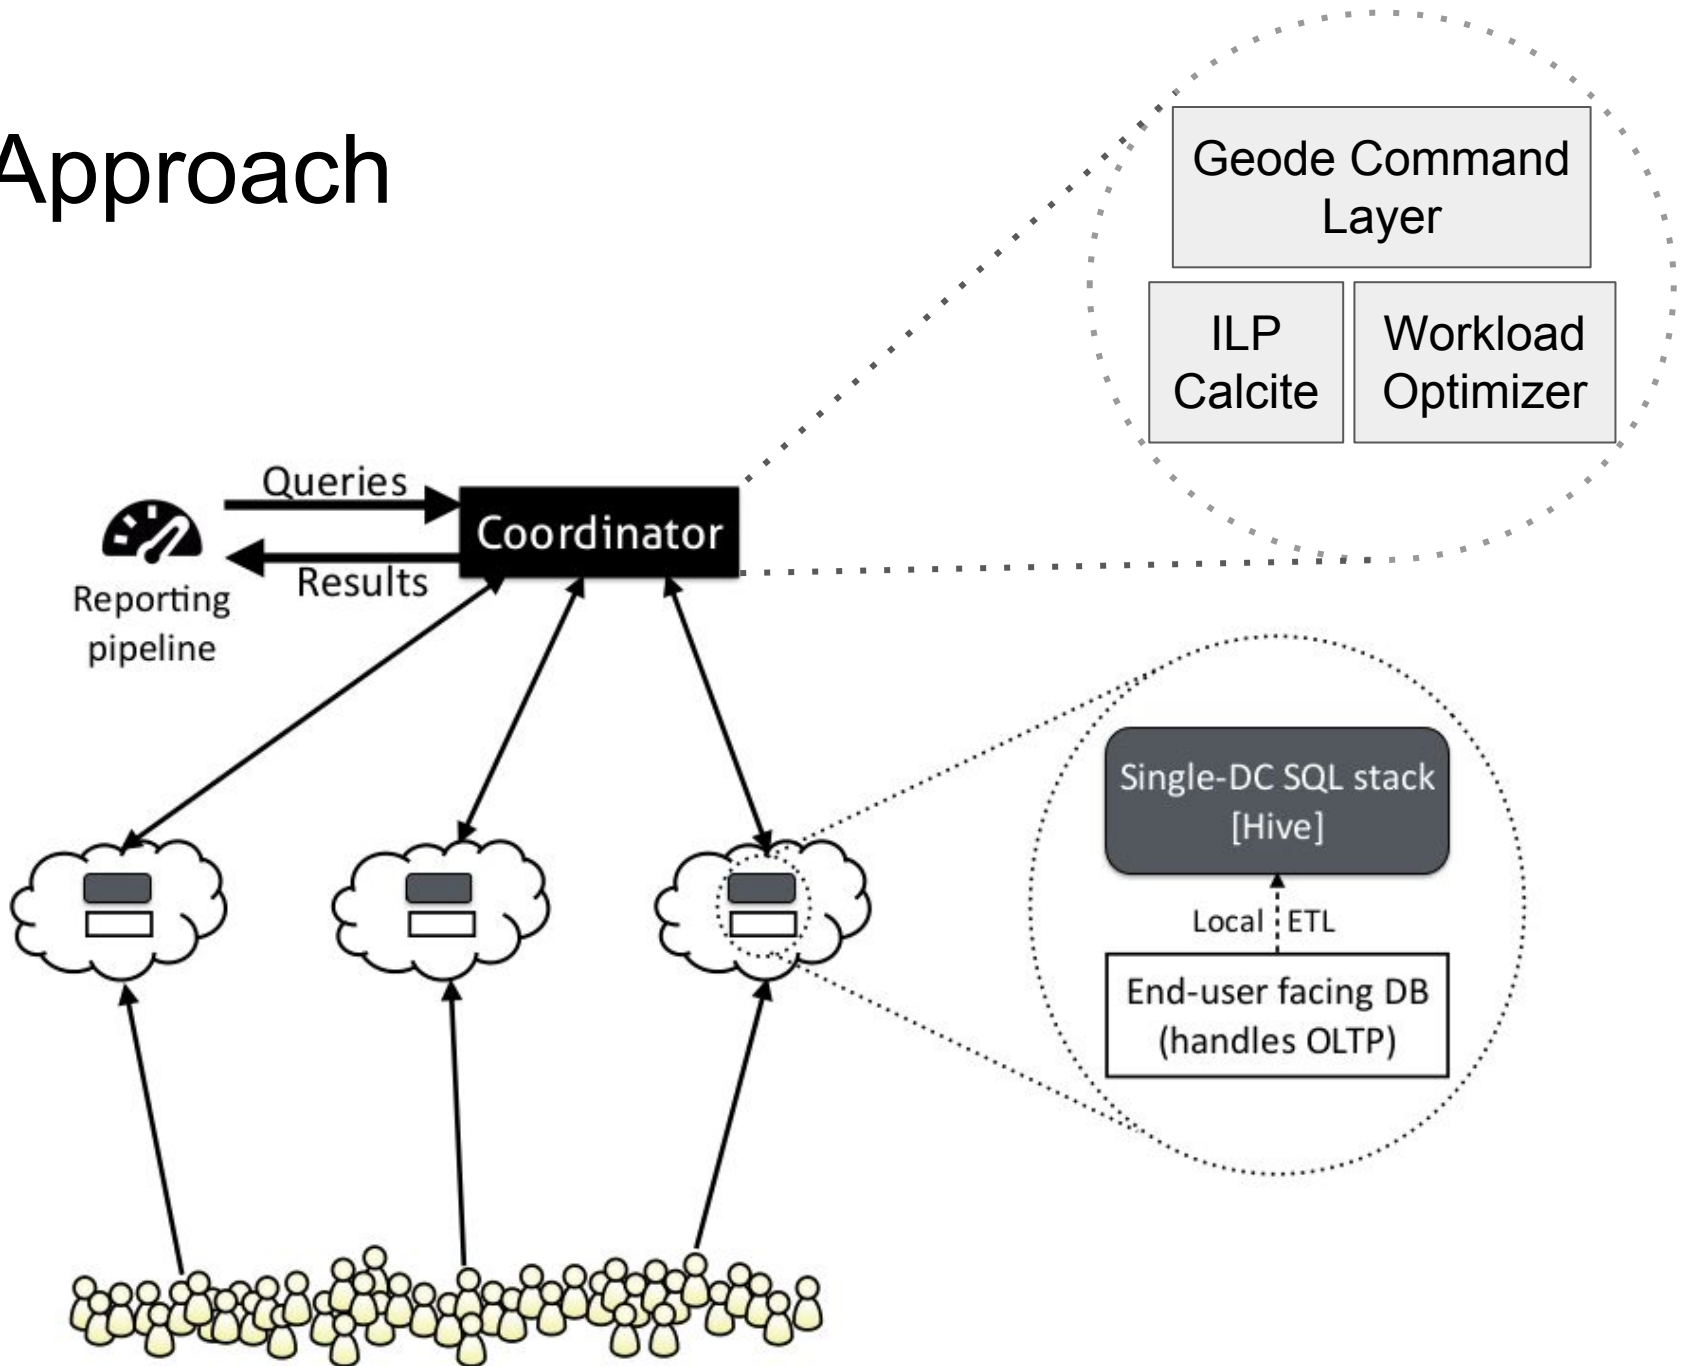 Approach
Geode Command
Layer
ILP
Calcite
Workload
Optimizer
Queries
Coordinator
Results
Reporting
pipeline
Single-DC SQL stack
[Hive]
Local ETL
End-user facing DB
(handles OLTP)